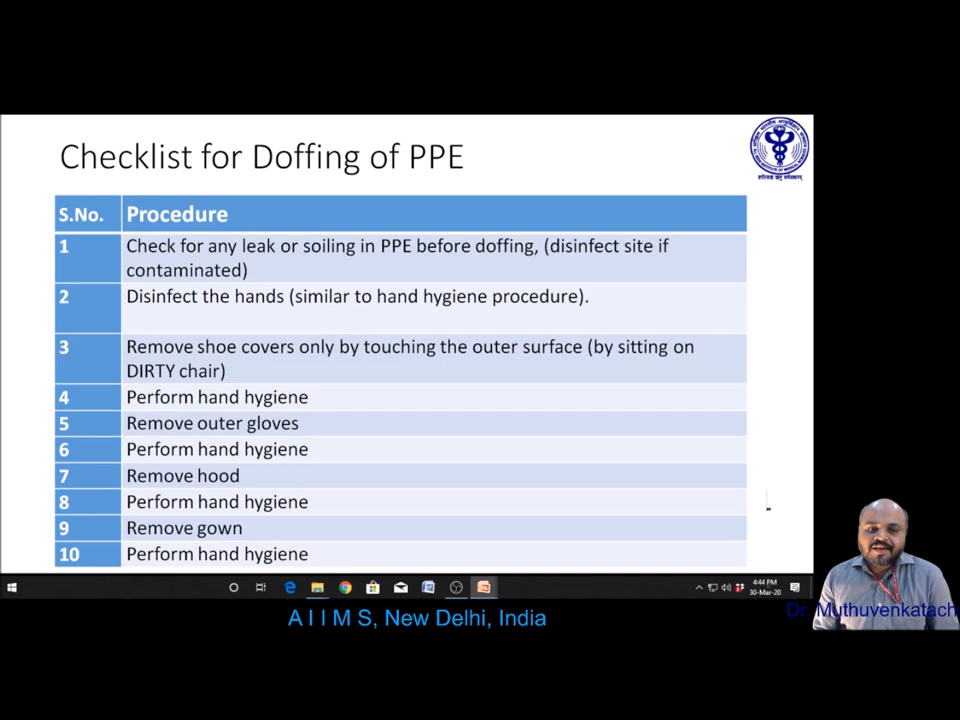 Checklist for Doffing of PPE
S.No. Procedure
1 Check for any leak or soiling in PPE before doffing, (disinfect site if
contaminated)
2 Disinfect the hands (similar to hand hygiene procedure).
3 Remove shoe covers only by touching the outer surface (by sitting on
DIRTY chair)
4 Perform hand hygiene
5 Remove outer gloves
6 Perform hand hygiene
7 Remove hood
8 Perform hand hygiene
9 Remove gown
10 Perform hand hygiene
4:44 PM
30-Mar-20
Dr. Muthuvenkatach
A I I M S, New Delhi, India